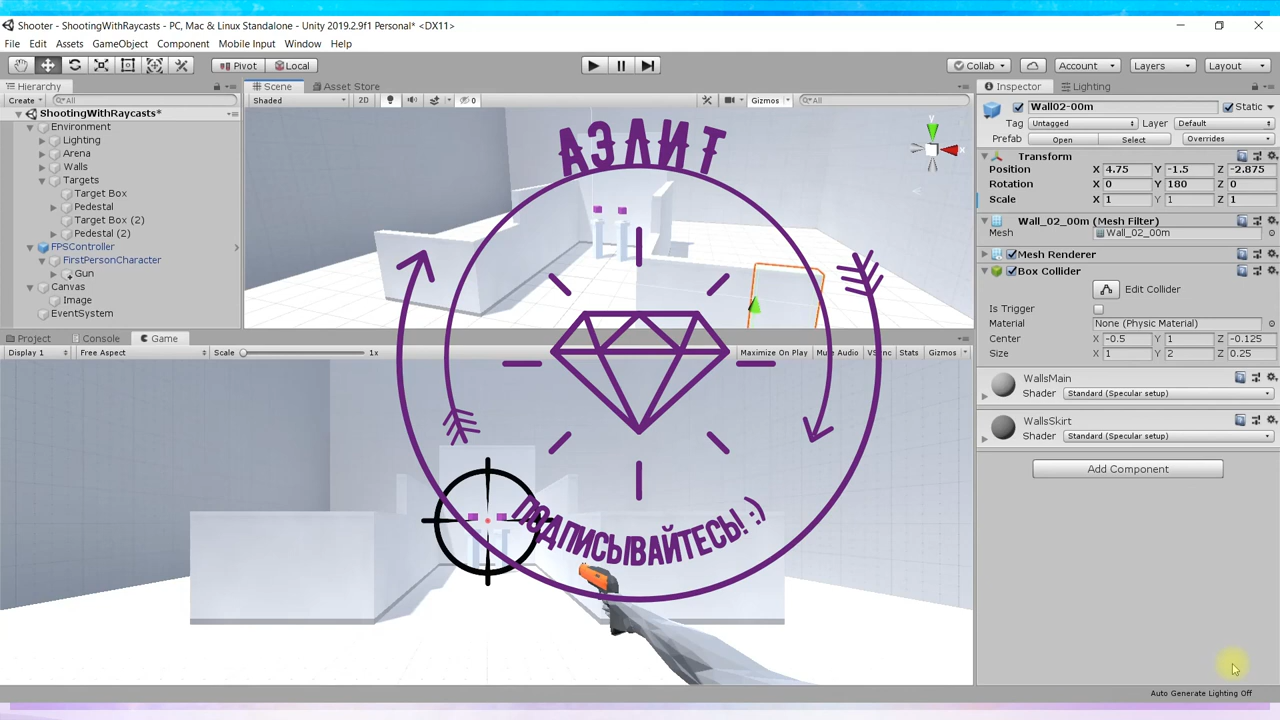 Shooter - ShootingWithRaycasts - PC, Mac & Linux Standalone - Unity 2019.2.9f1 Personal* <DX11>
File Edit Assets GameObject Component Mobile Input Window Help
Pivot Local Collab Account Layers Layout
Hierarchy
Create All
ShootingWithRaycasts*
Environment
Lighting
Arena
Walls
Targets
Target Box
Pedestal
Target Box (2)
Pedestal (2)
FPSController
FirstPersonCharacter
Gun
Canvas
Image
EventSystem
Scene Asset Store
Shaded 2D 0 Gizmos All
Y
X
АЭЛИТ
ПОДПИСЫВАЙТЕСЬ! :)
Project Console Game
Display 1 Free Aspect Scale 1x Maximize On Play Mute Audio VSync Stats Gizmos
Inspector Lighting
Wall02-00m Static
Tag Untagged Layer Default
Prefab Open Select Overrides
Transform
Position X 4.75 Y -1.5 Z -2.875
Rotation X 0 Y 180 Z 0
Scale X 1 Y 1 Z 1
Wall_02_00m (Mesh Filter)
Mesh Wall_02_00m
Mesh Renderer
Box Collider
Edit Collider
Is Trigger
Material None (Physic Material)
Center X -0.5 Y 1 Z -0.125
Size X 1 Y 2 Z 0.25
WallsMain
Shader Standard (Specular setup)
WallsSkirt
Shader Standard (Specular setup)
Add Component
Auto Generate Lighting Off